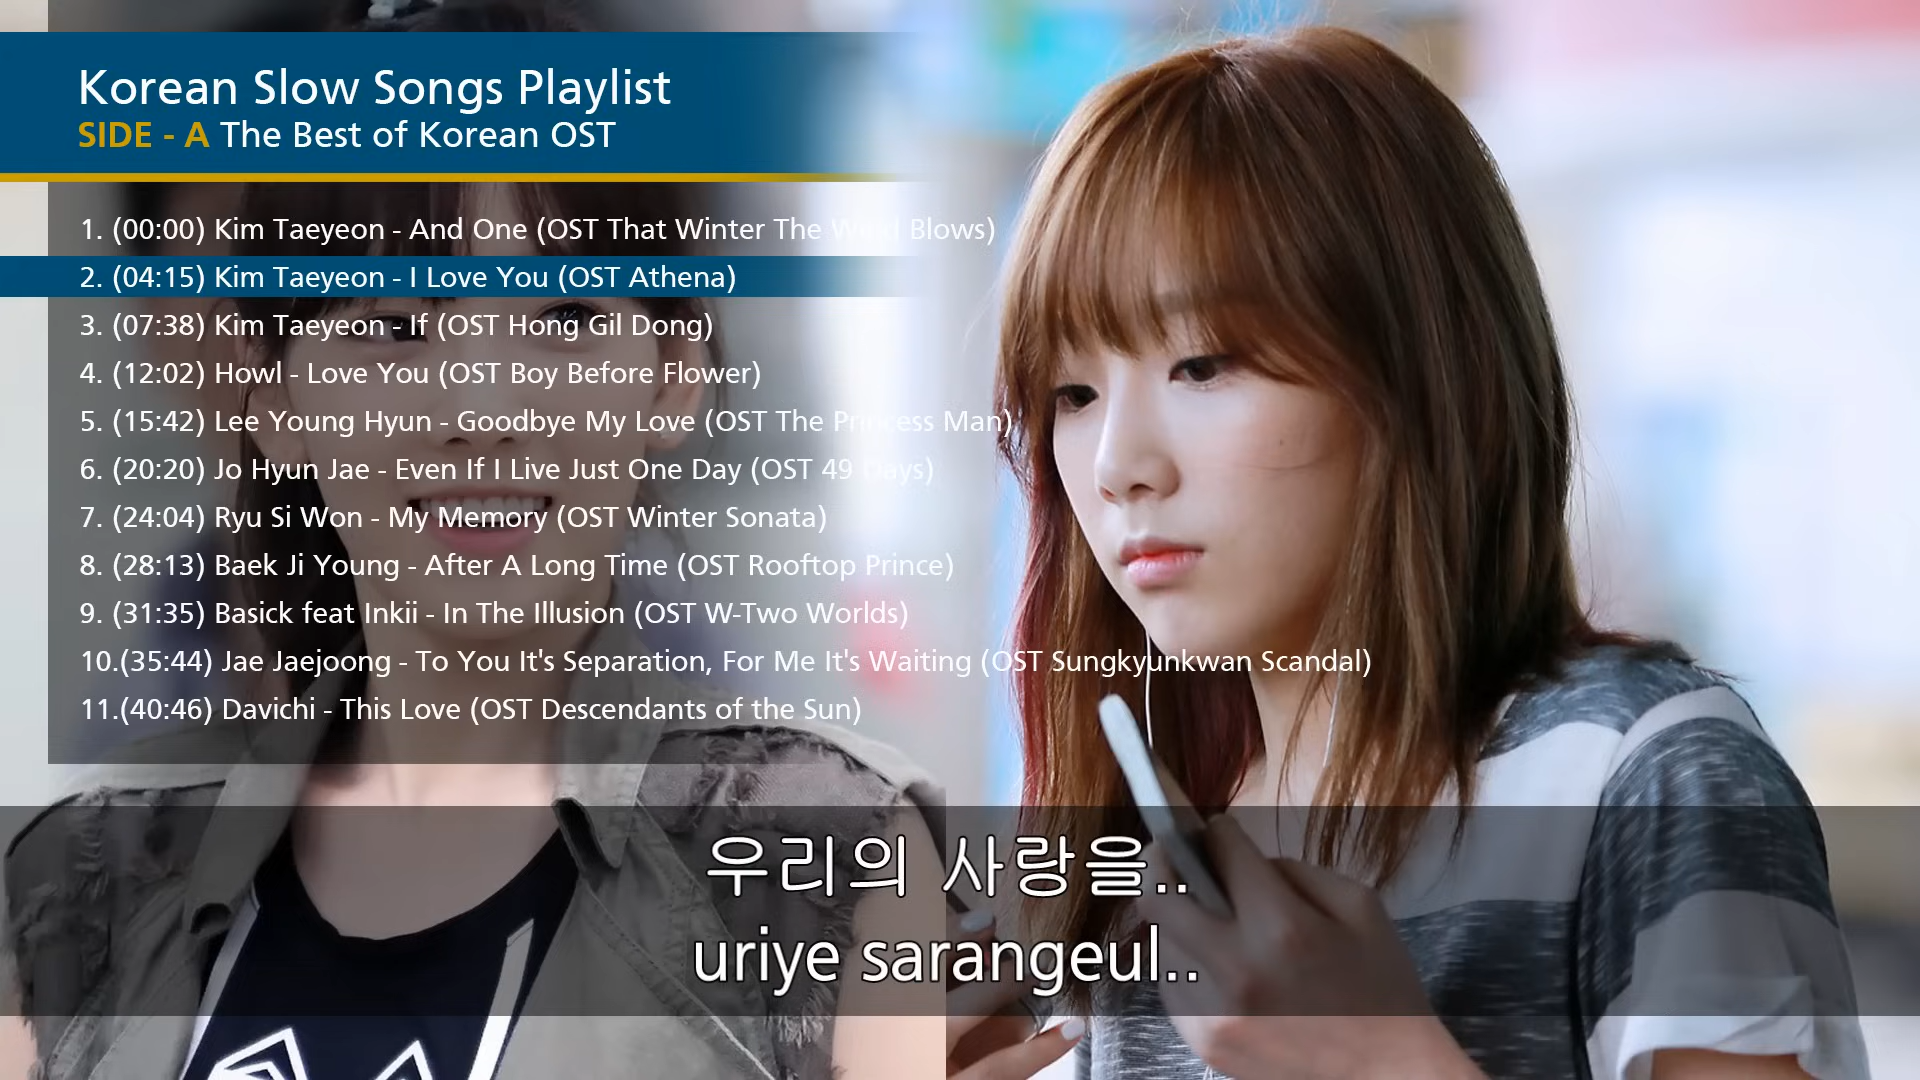 Korean Slow Songs Playlist
SIDE - A The Best of Korean OST
1. (00:00) Kim Taeyeon - And One (OST That Winter The Wind Blows)
2. (04:15) Kim Taeyeon - I Love You (OST Athena)
3. (07:38) Kim Taeyeon - If (OST Hong Gil Dong)
4. (12:02) Howl - Love You (OST Boy Before Flower)
5. (15:42) Lee Young Hyun - Goodbye My Love (OST The Princess Man)
6. (20:20) Jo Hyun Jae - Even If I Live Just One Day (OST 49 Days)
7. (24:04) Ryu Si Won - My Memory (OST Winter Sonata)
8. (28:13) Baek Ji Young - After A Long Time (OST Rooftop Prince)
9. (31:35) Basick feat Inkii - In The Illusion (OST W-Two Worlds)
10.(35:44) Jae Jaejoong - To You It's Separation, For Me It's Waiting (OST Sungkyunkwan Scandal)
11.(40:46) Davichi - This Love (OST Descendants of the Sun)
우리의 사랑을..
uriye sarangeul..